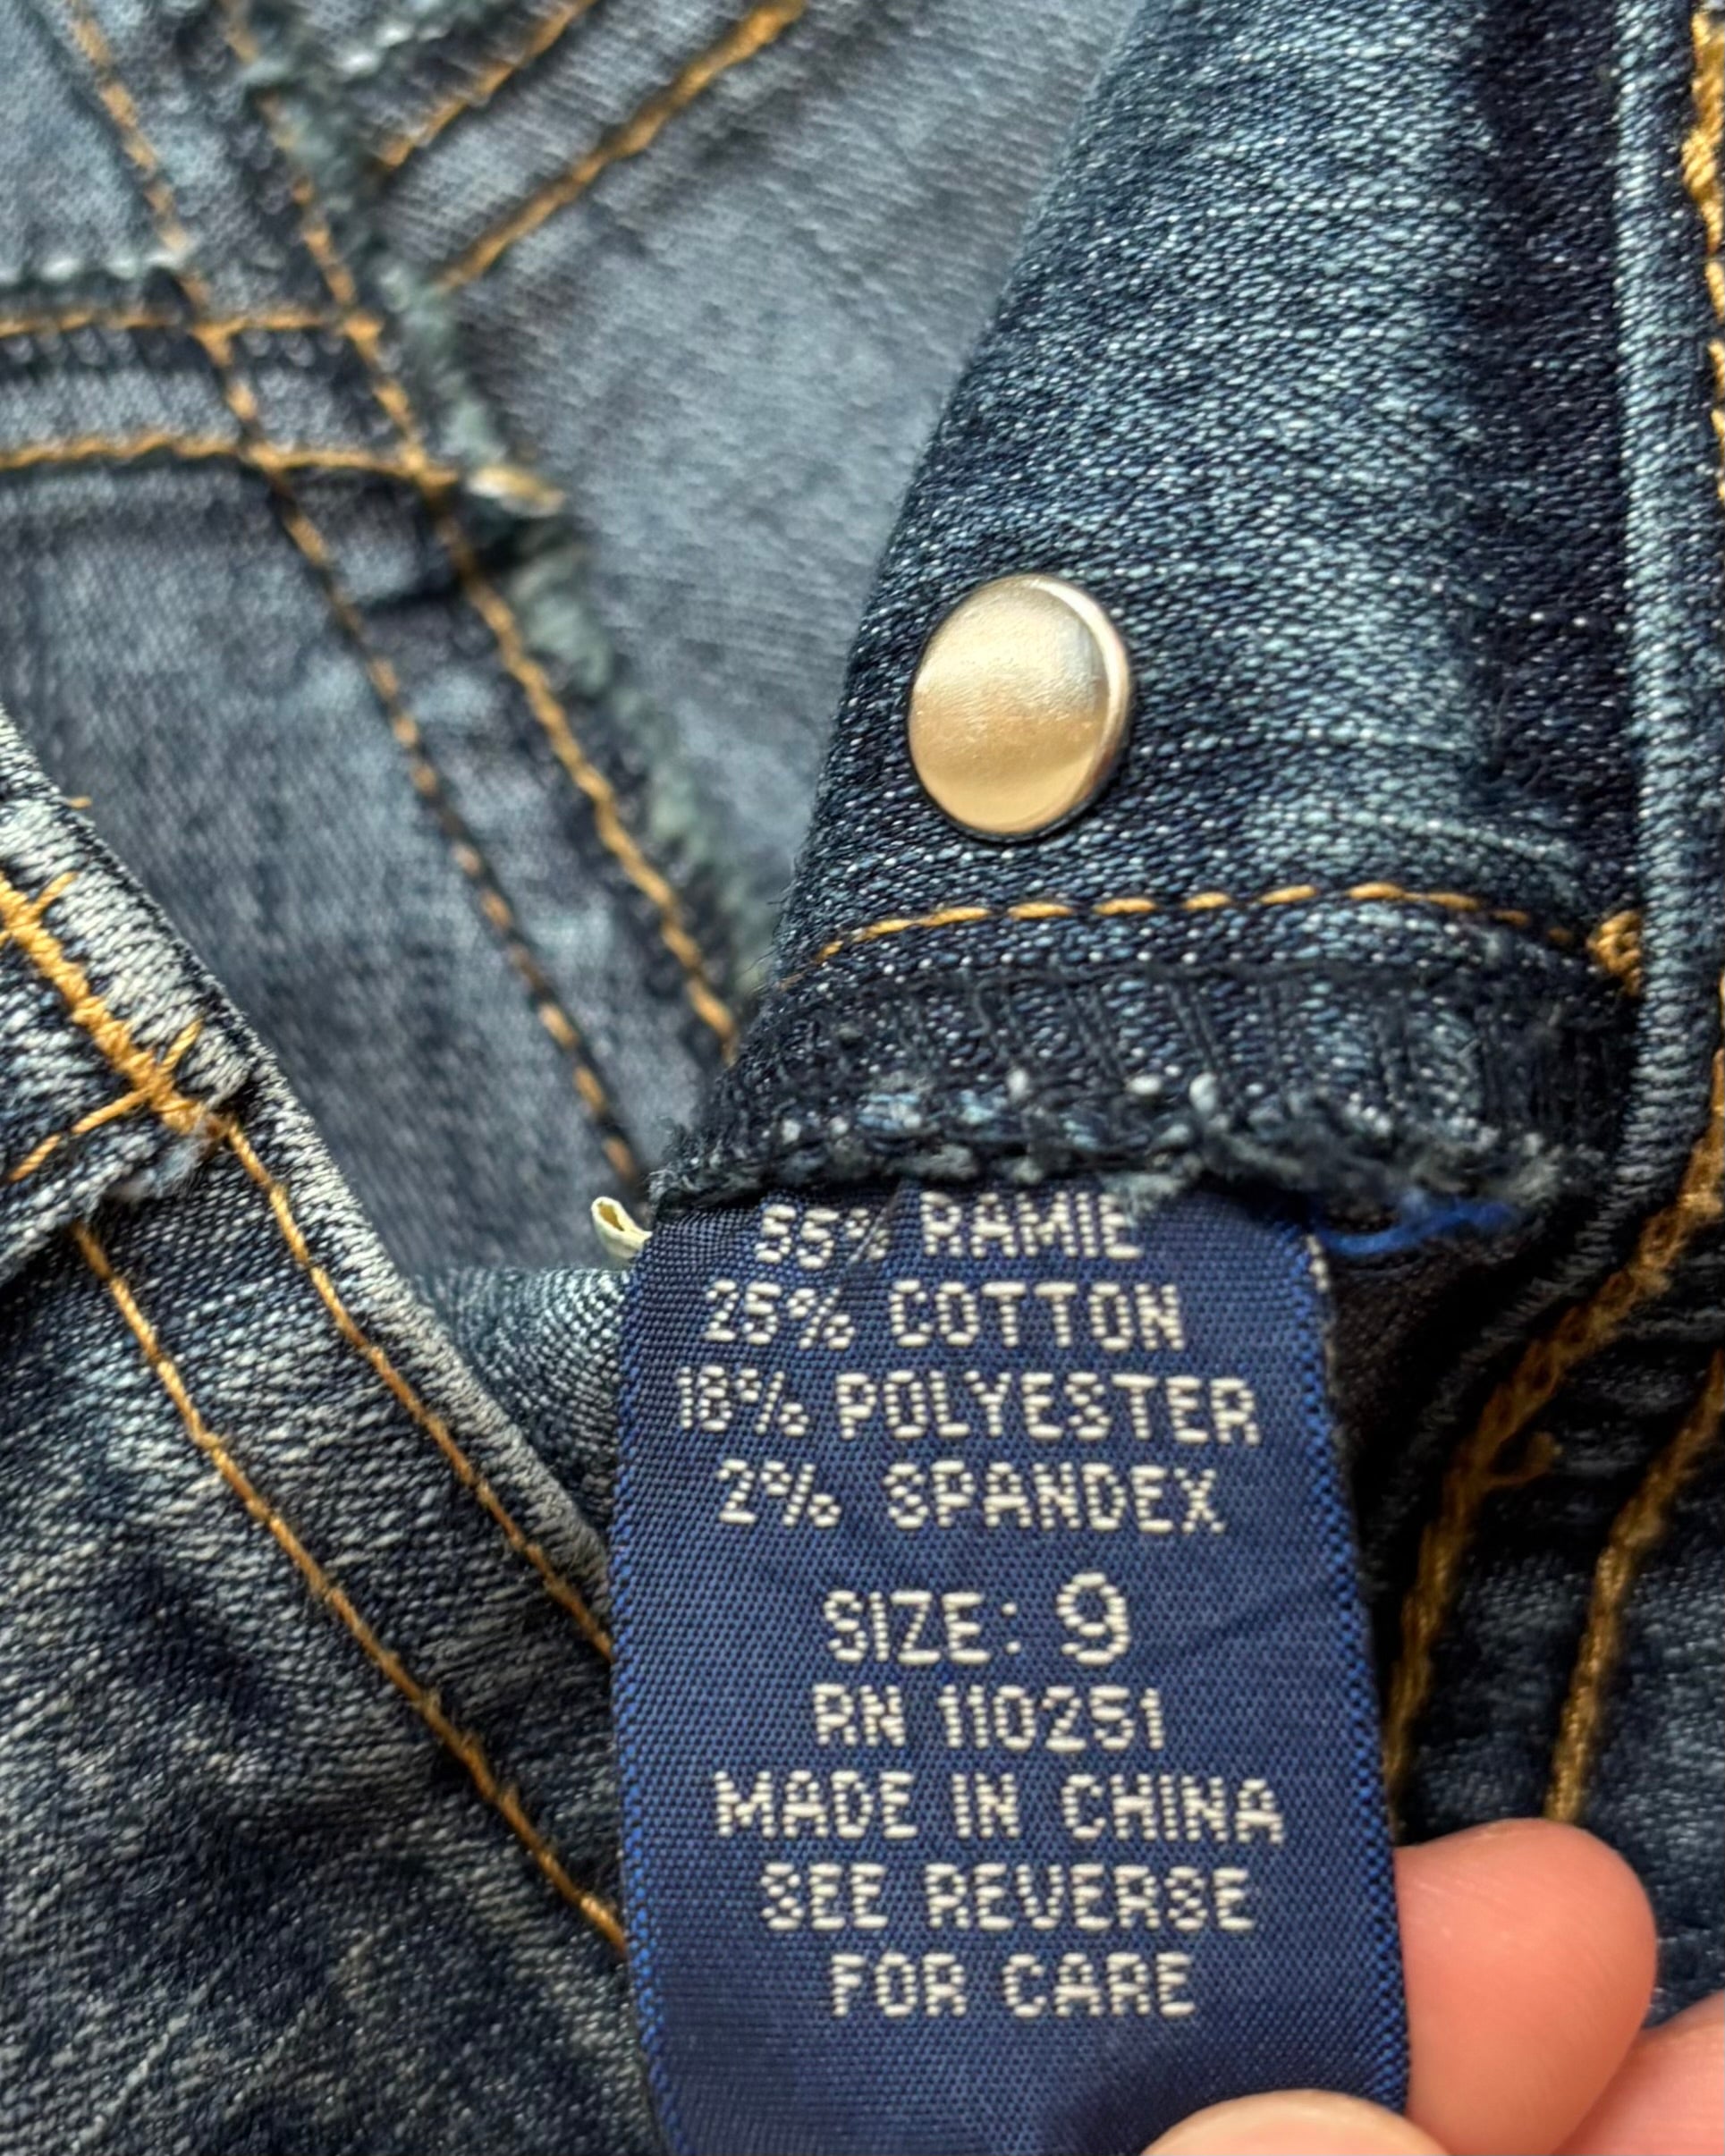 55% RAMIE
25% COTTON
18% POLYESTER
2% SPANDEX
SIZE: 9
RN 110251
MADE IN CHINA
SEE REVERSE
FOR CARE